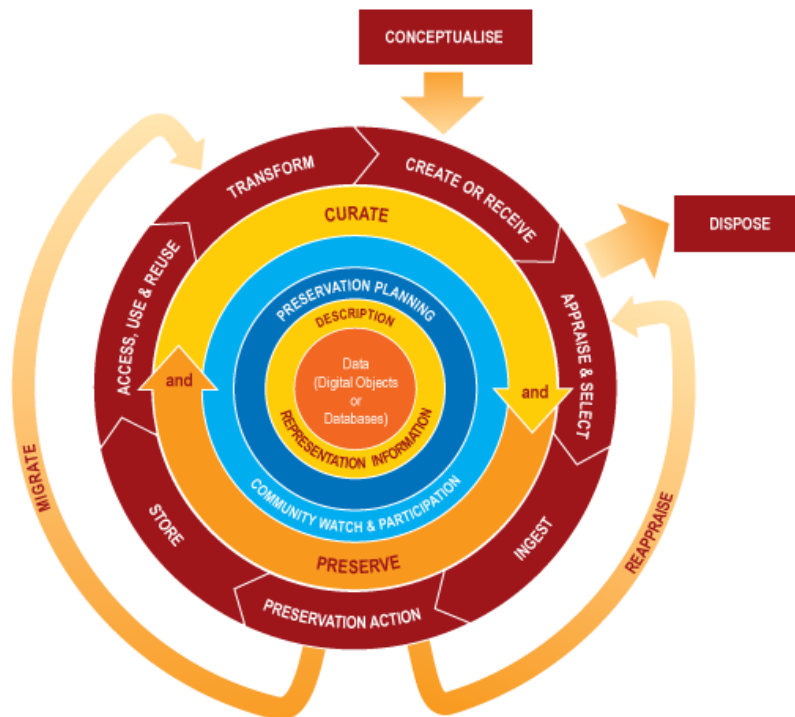 CONCEPTUALISE
CREATE OR RECEIVE
DISPOSE
APPRAISE & SELECT
INGEST
PRESERVATION ACTION
STORE
ACCESS, USE & REUSE
TRANSFORM
MIGRATE
REAPPRAISE
CURATE
and
PRESERVE
and
COMMUNITY WATCH & PARTICIPATION
PRESERVATION PLANNING
DESCRIPTION
REPRESENTATION INFORMATION
Data
(Digital Objects
or
Databases)